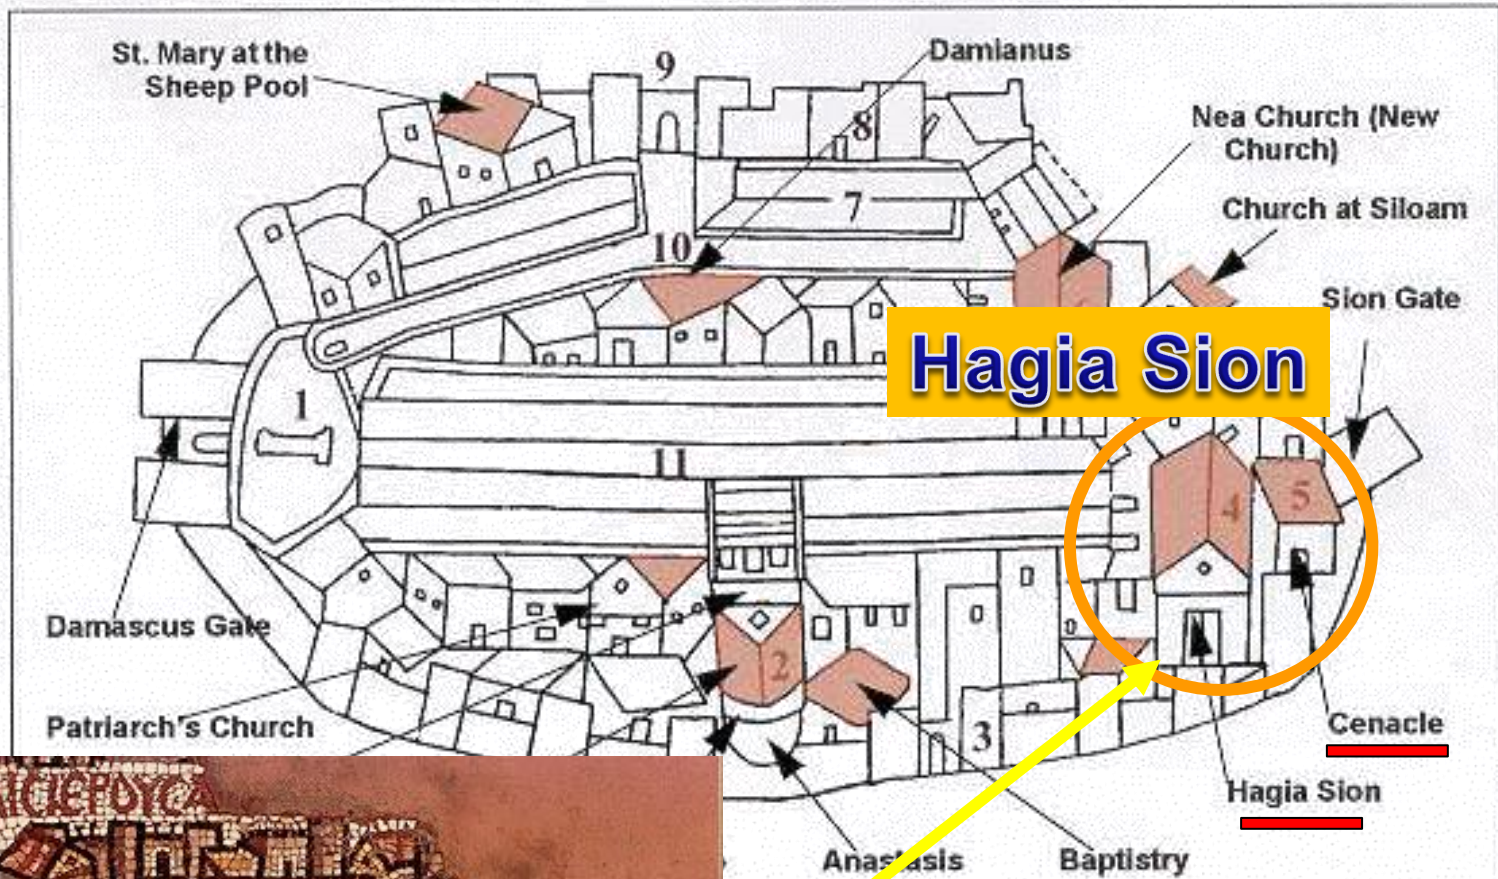 St. Mary at the
Sheep Pool
9
Damianus
8
Nea Church (New
Church)
7
Church at Siloam
10
Sion Gate
Hagia Sion
1
11
4
5
Damascus Gate
2
Patriarch's Church
3
Cenacle
Hagia Sion
Anastasis
Baptistry